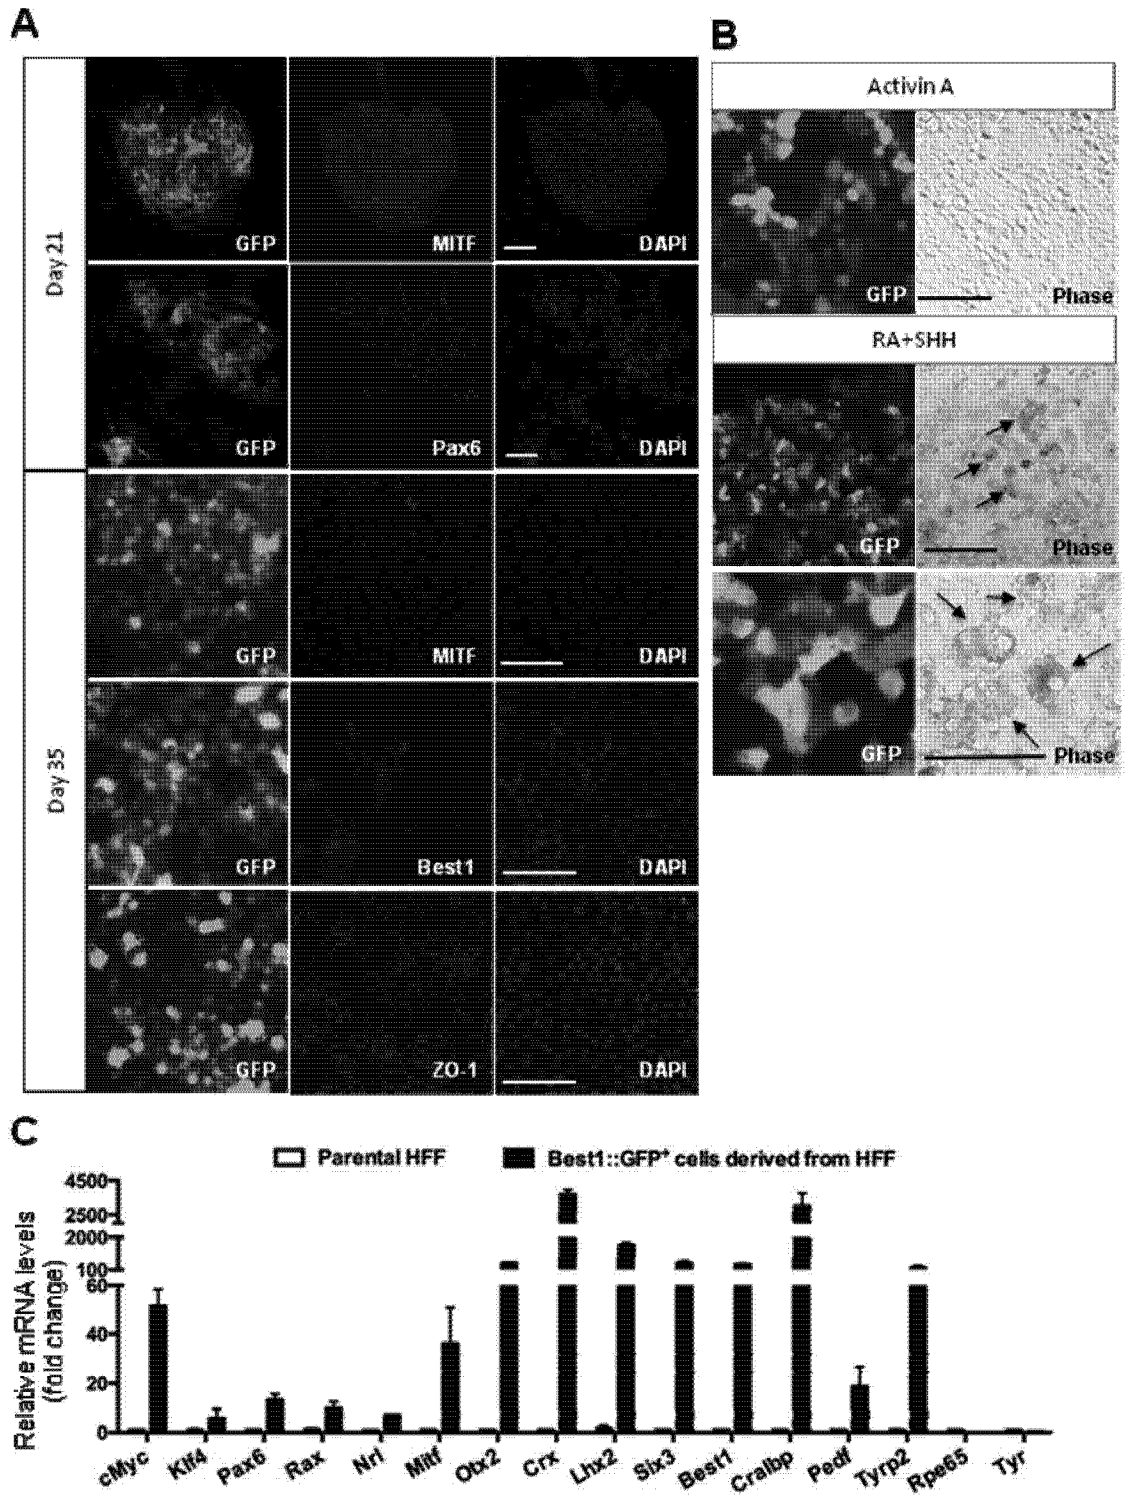 A
Day 21
GFP
MITF
DAPI
GFP
Pax6
DAPI
Day 35
GFP
MITF
DAPI
GFP
Best1
DAPI
GFP
ZO-1
DAPI
B
Activin A
GFP
Phase
RA+SHH
GFP
Phase
GFP
Phase
C
Parental HFF
Best1::GFP+ cells derived from HFF
Relative mRNA levels
(fold change)
4500
2500
2000
100
60
40
20
0
cMyc
Klf4
Pax6
Rax
Nrl
Mitf
Otx2
Crx
Lhx2
Six3
Best1
Cralbp
Pedf
Tyrp2
Rpe65
Tyr